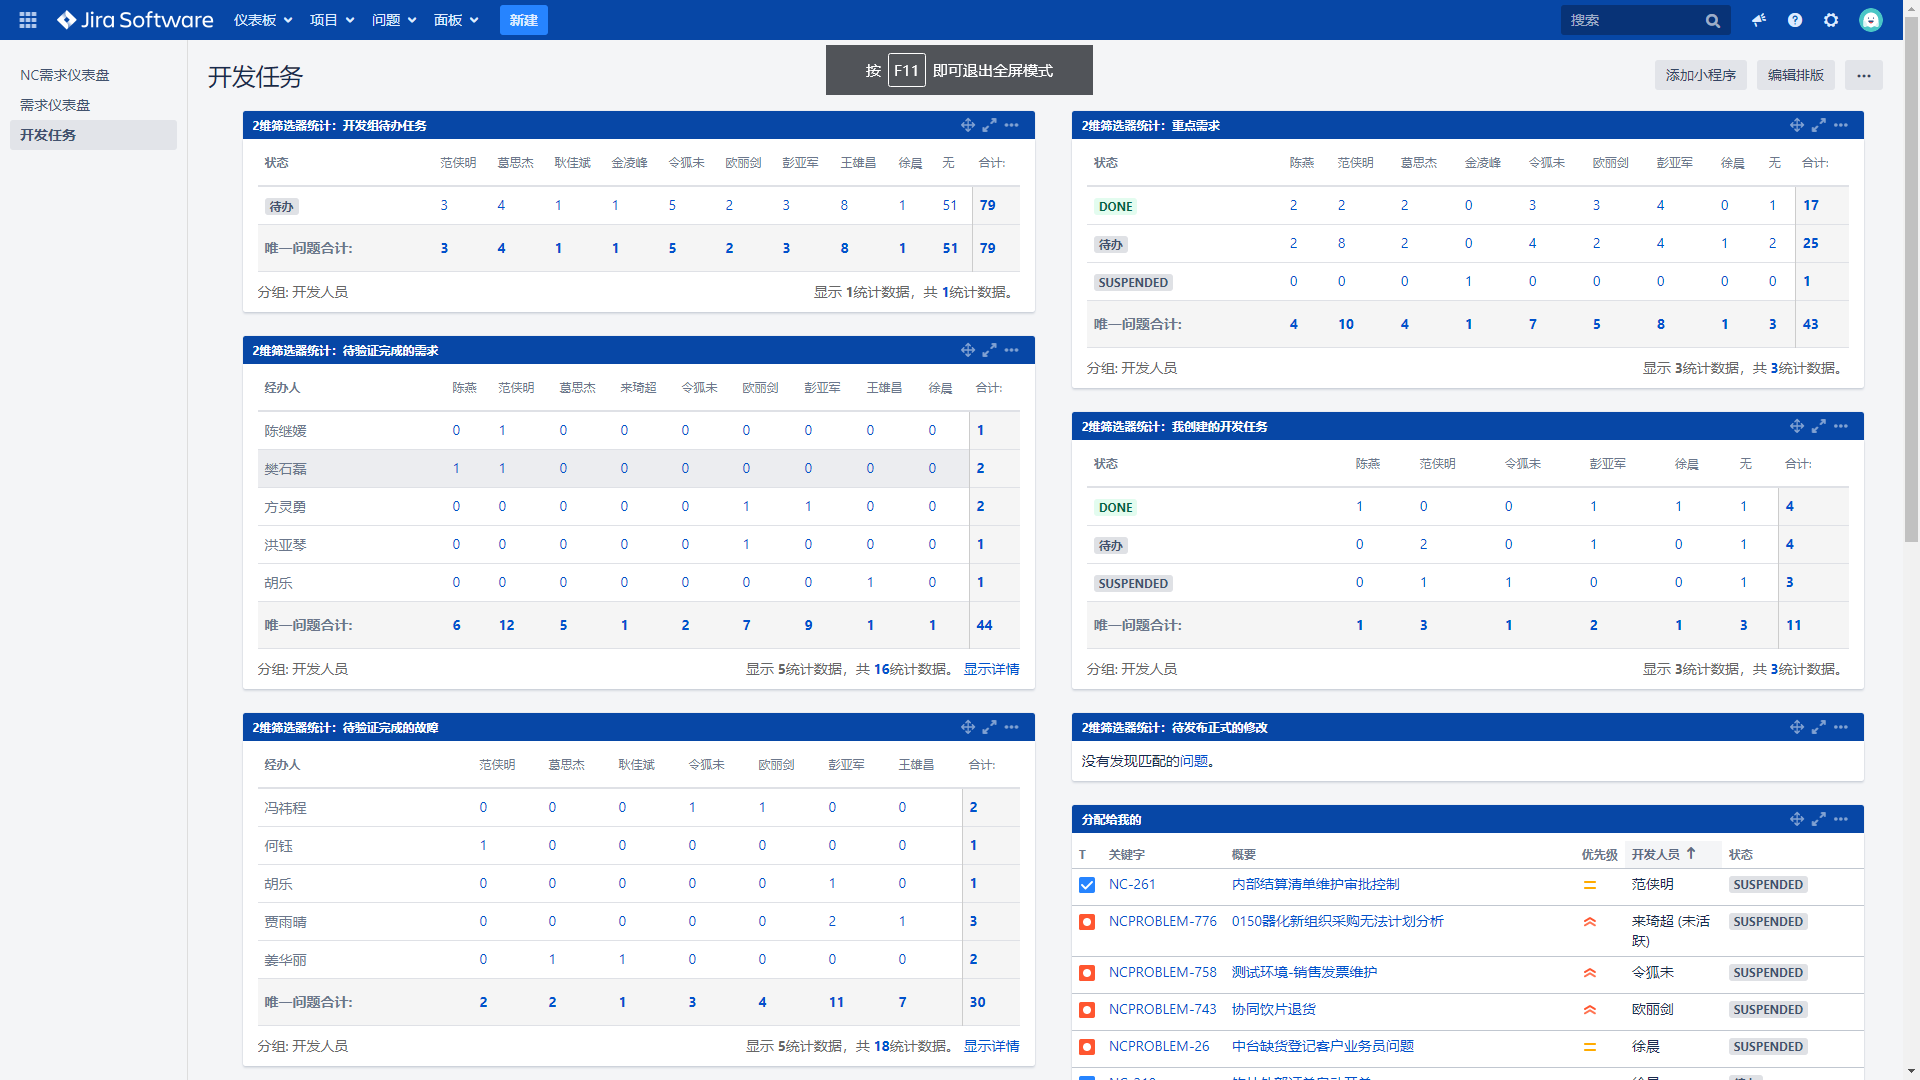 Jira Software 仪表板 项目 问题 面板 新建 搜索
按 F11 即可退出全屏模式
NC需求仪表盘
需求仪表盘
开发任务
开发任务
添加小程序 编辑排版
2维筛选器统计：开发组待办任务
状态 范侠明 墓思杰 耿佳斌 金凌峰 令狐未 欧丽剑 彭亚军 王雄昌 徐晨 无 合计:
待办 3 4 1 1 5 2 3 8 1 51 79
唯一问题合计: 3 4 1 1 5 2 3 8 1 51 79
分组: 开发人员 显示 1统计数据，共 1统计数据。
2维筛选器统计：待验证完成的需求
经办人 陈燕 范侠明 墓思杰 来琦超 令狐未 欧丽剑 彭亚军 王雄昌 徐晨 合计:
陈继媛 0 1 0 0 0 0 0 0 0 1
樊石磊 1 1 0 0 0 0 0 0 0 2
方灵勇 0 0 0 0 0 1 1 0 0 2
洪亚琴 0 0 0 0 0 1 0 0 0 1
胡乐 0 0 0 0 0 0 0 1 0 1
唯一问题合计: 6 12 5 1 2 7 9 1 1 44
分组: 开发人员 显示 5统计数据，共 16统计数据。 显示详情
2维筛选器统计：待验证完成的故障
经办人 范侠明 墓思杰 耿佳斌 令狐未 欧丽剑 彭亚军 王雄昌 合计:
冯祎程 0 0 0 1 1 0 0 2
何钰 1 0 0 0 0 0 0 1
胡乐 0 0 0 0 0 1 0 1
贾雨晴 0 0 0 0 0 2 1 3
姜华丽 0 1 1 0 0 0 0 2
唯一问题合计: 2 2 1 3 4 11 7 30
分组: 开发人员 显示 5统计数据，共 18统计数据。 显示详情
2维筛选器统计：重点需求
状态 陈燕 范侠明 墓思杰 金凌峰 令狐未 欧丽剑 彭亚军 徐晨 无 合计:
DONE 2 2 2 0 3 3 4 0 1 17
待办 2 8 2 0 4 2 4 1 2 25
SUSPENDED 0 0 0 1 0 0 0 0 0 1
唯一问题合计: 4 10 4 1 7 5 8 1 3 43
分组: 开发人员 显示 3统计数据，共 3统计数据。
2维筛选器统计：我创建的开发任务
状态 陈燕 范侠明 令狐未 彭亚军 徐晨 无 合计:
DONE 1 0 0 1 1 1 4
待办 0 2 0 1 0 1 4
SUSPENDED 0 1 1 0 0 1 3
唯一问题合计: 1 3 1 2 1 3 11
分组: 开发人员 显示 3统计数据，共 3统计数据。
2维筛选器统计：待发布正式的修改
没有发现匹配的问题。
分配给我的
T 关键字 概要 优先级 开发人员 ↑ 状态
NC-261 内部结算清单维护审批控制 范侠明 SUSPENDED
NCPROBLEM-776 0150器化新组织采购无法计划分析 来琦超 (未活
跃) SUSPENDED
NCPROBLEM-758 测试环境-销售发票维护 令狐未 SUSPENDED
NCPROBLEM-743 协同饮片退货 欧丽剑 SUSPENDED
NCPROBLEM-26 中台缺货登记客户业务员问题 徐晨 SUSPENDED